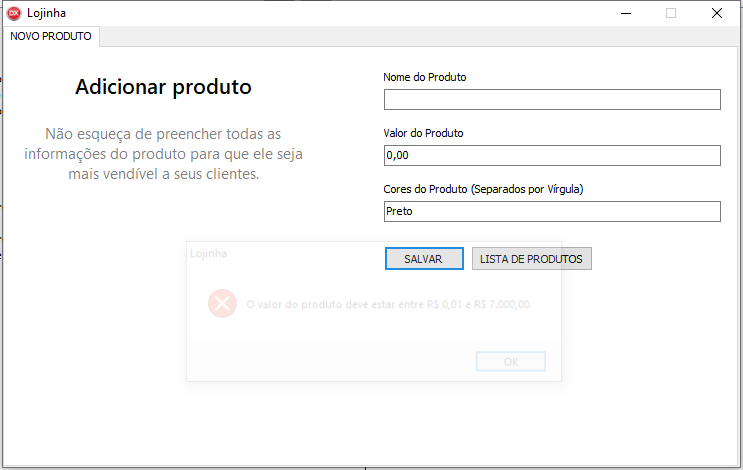 DX Lojinha
NOVO PRODUTO
Adicionar produto
Não esqueça de preencher todas as
informações do produto para que ele seja
mais vendível a seus clientes.
Nome do Produto
Valor do Produto
0,00
Cores do Produto (Separados por Vírgula)
Preto
SALVAR
LISTA DE PRODUTOS
Lojinha
O valor do produto deve estar entre R$ 0,01 e R$ 7.000,00.
OK